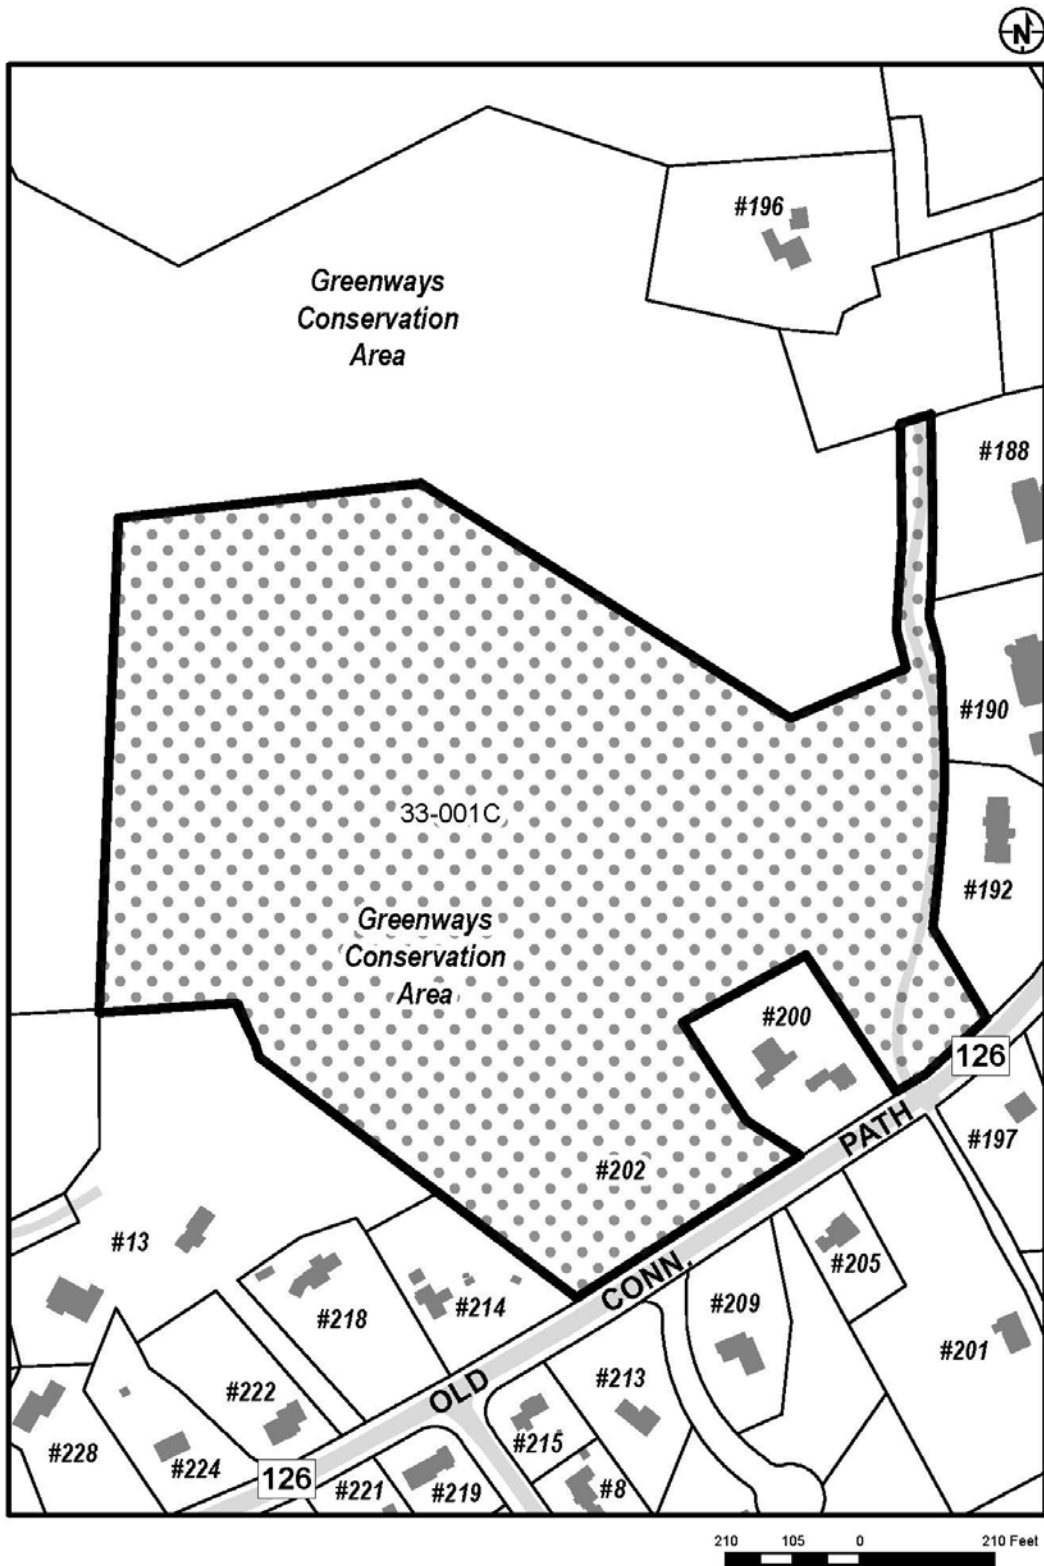 N
#196
Greenways
Conservation
Area
#188
#190
33-001C
#192
Greenways
Conservation
Area
#200
126
PATH
#197
#202
#13
#205
CONN.
#218
#214
#209
#201
OLD
#213
#222
#215
#228
#224
126
#221
#219
#8
210 105 0 210 Feet